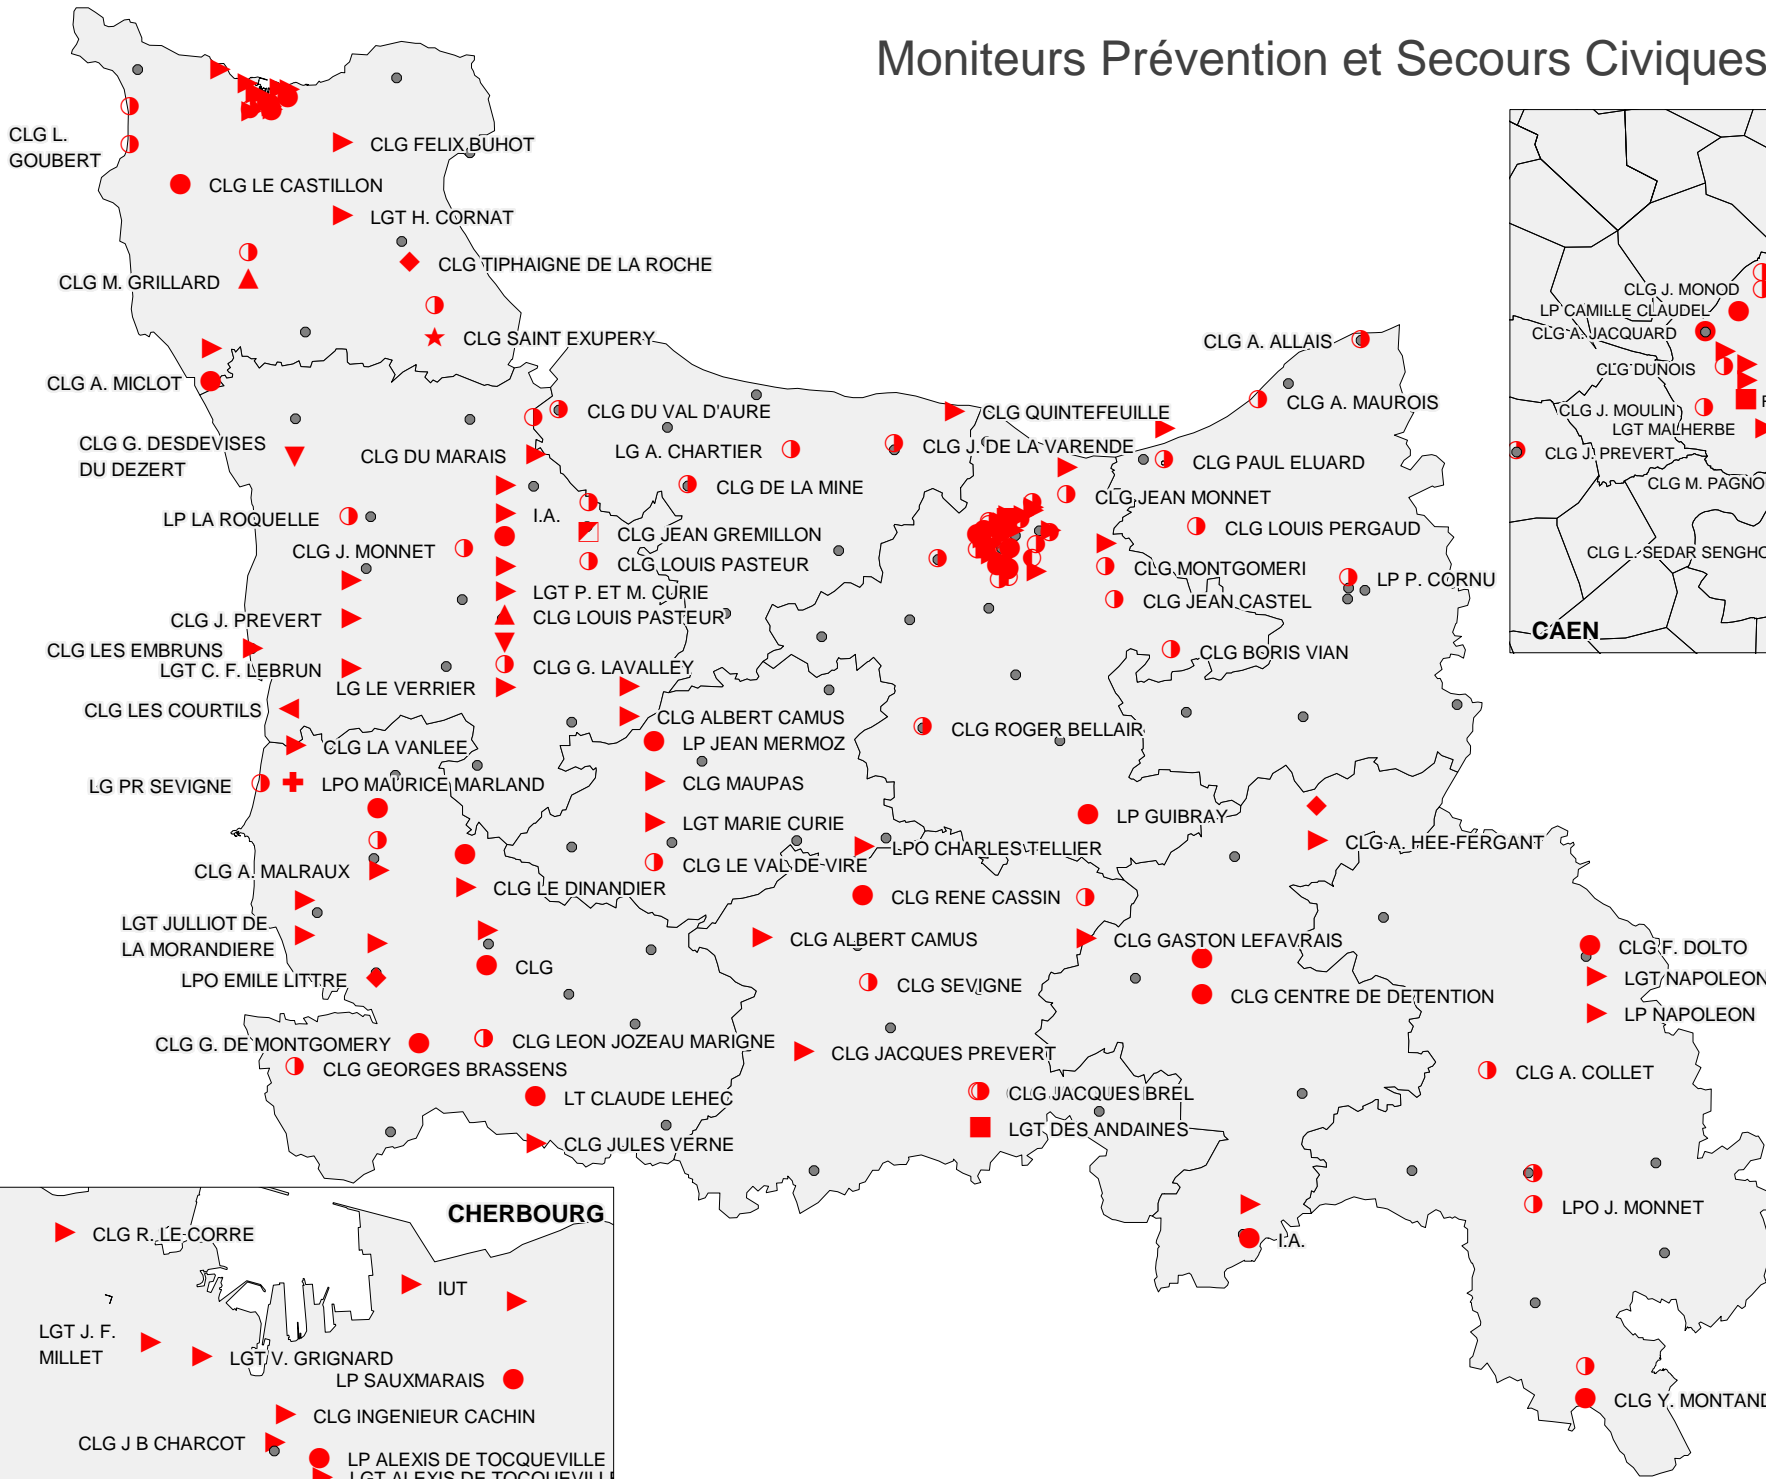 Moniteurs Prévention et Secours Civiques
CLG L.
GOUBERT
CLG FELIX BUHOT
CLG LE CASTILLON
LGT H. CORNAT
CLG TIPHAIGNE DE LA ROCHE
CLG M. GRILLARD
CLG SAINT EXUPERY
CLG A. MICLOT
CLG A. ALLAIS
CLG A. MAUROIS
CLG DU VAL D'AURE
CLG QUINTEFEUILLE
CLG G. DESDEVISES
DU DEZERT
CLG DU MARAIS
LG A. CHARTIER
CLG J. DE LA VARENDE
CLG PAUL ELUARD
CLG DE LA MINE
CLG JEAN MONNET
LP LA ROQUELLE
I.A.
CLG JEAN GREMILLON
CLG LOUIS PERGAUD
CLG J. MONNET
CLG LOUIS PASTEUR
CLG MONTGOMERI
LP P. CORNU
LGT P. ET M. CURIE
CLG JEAN CASTEL
CLG J. PREVERT
CLG LOUIS PASTEUR
CLG LES EMBRUNS
CLG BORIS VIAN
LGT C. F. LEBRUN
CLG G. LAVALLEY
LG LE VERRIER
CLG LES COURTILS
CLG ALBERT CAMUS
CLG ROGER BELLAIR
CLG LA VANLEE
LP JEAN MERMOZ
LG PR SEVIGNE
LPO MAURICE MARLAND
CLG MAUPAS
LGT MARIE CURIE
LP GUIBRAY
CLG A. HEE-FERGANT
LPO CHARLES TELLIER
CLG LE VAL DE VIRE
CLG A. MALRAUX
CLG LE DINANDIER
CLG RENE CASSIN
LGT JULLIOT DE
LA MORANDIERE
CLG ALBERT CAMUS
CLG GASTON LEFAVRAIS
CLG F. DOLTO
CLG
LPO EMILE LITTRE
CLG SEVIGNE
CLG CENTRE DE DETENTION
LGT NAPOLEON
LP NAPOLEON
CLG G. DE MONTGOMERY
CLG LEON JOZEAU MARIGNE
CLG JACQUES PREVERT
CLG GEORGES BRASSENS
CLG A. COLLET
LT CLAUDE LEHEC
CLG JACQUES BREL
LGT DES ANDAINES
CLG JULES VERNE
LPO J. MONNET
I.A.
CLG Y. MONTAND
CLG J. MONOD
LP CAMILLE CLAUDEL
CLG A. JACQUARD
CLG DUNOIS
CLG J. MOULIN
LGT MALHERBE
CLG J. PREVERT
CLG M. PAGNO
CLG L. SEDAR SENGHO
CAEN
CHERBOURG
CLG R. LE CORRE
IUT
LGT J. F.
MILLET
LGT V. GRIGNARD
LP SAUXMARAIS
CLG INGENIEUR CACHIN
CLG J B CHARCOT
LP ALEXIS DE TOCQUEVILLE
LGT ALEXIS DE TOCQUEVILLE